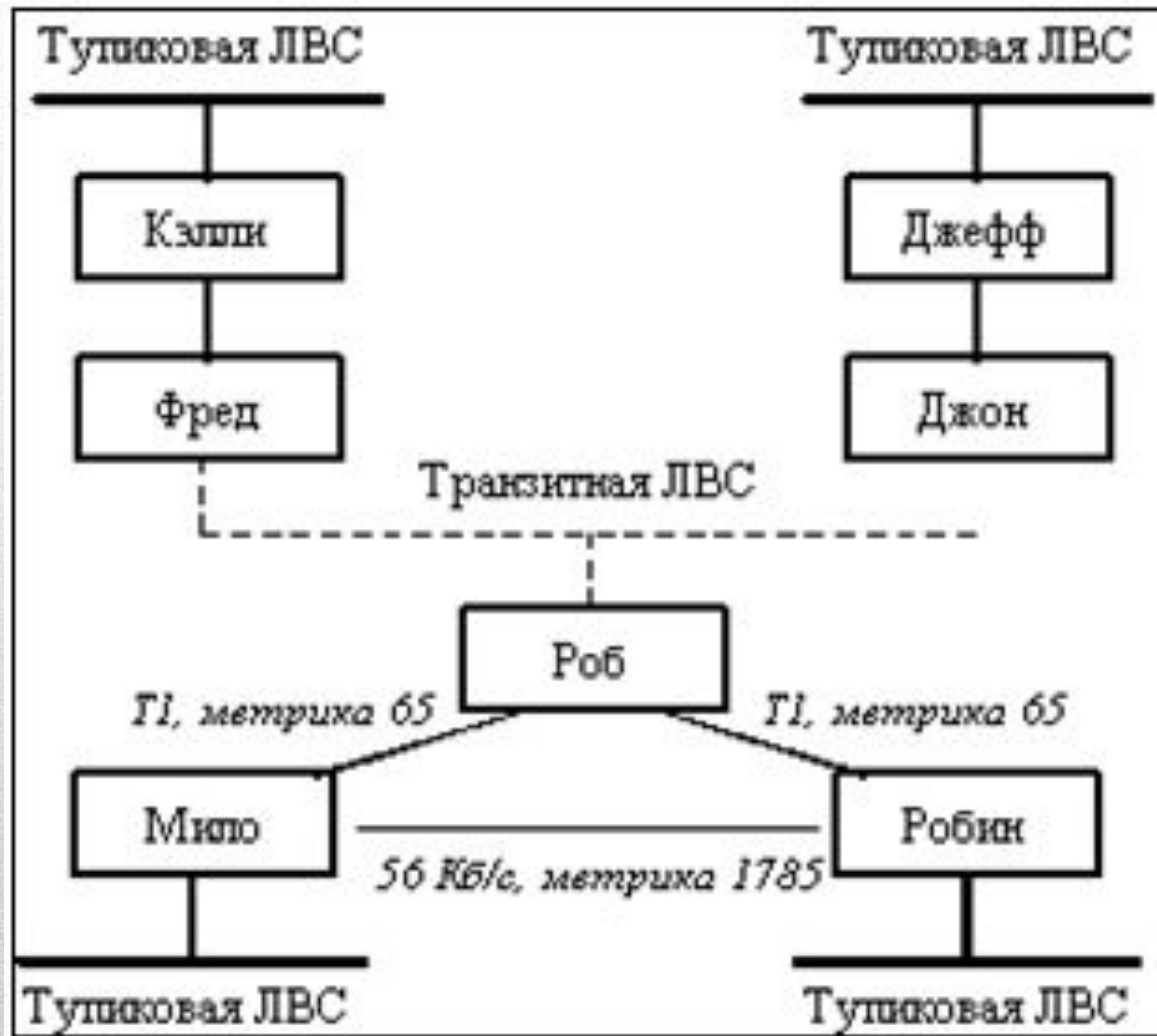 Тупиковая ЛВС
Тупиковая ЛВС
Кэлли
Джефф
Фред
Джон
Транзитная ЛВС
Роб
T1, метрика 65
T1, метрика 65
Мило
Робин
56 Кб/с, метрика 1785
Тупиковая ЛВС
Тупиковая ЛВС